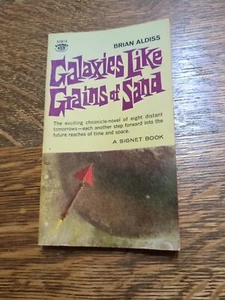 BRIAN ALDISS
Galaxies Like
Grains of Sand
The exciting chronicle-novel of eight distant
tomorrows—each another step forward into the
future reaches of time and space.
A SIGNET BOOK